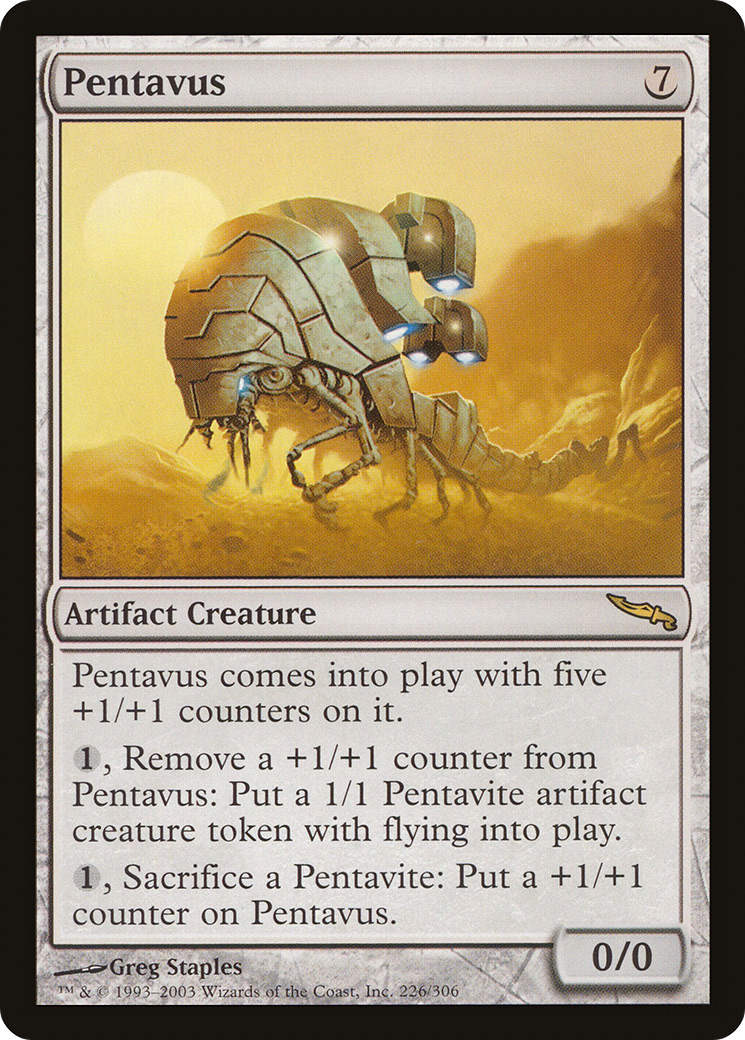 Pentavus 7
Artifact Creature
Pentavus comes into play with five
+1/+1 counters on it.
1, Remove a +1/+1 counter from
Pentavus: Put a 1/1 Pentavite artifact
creature token with flying into play.
1, Sacrifice a Pentavite: Put a +1/+1
counter on Pentavus.
0/0
Greg Staples
™ & © 1993–2003 Wizards of the Coast, Inc. 226/306